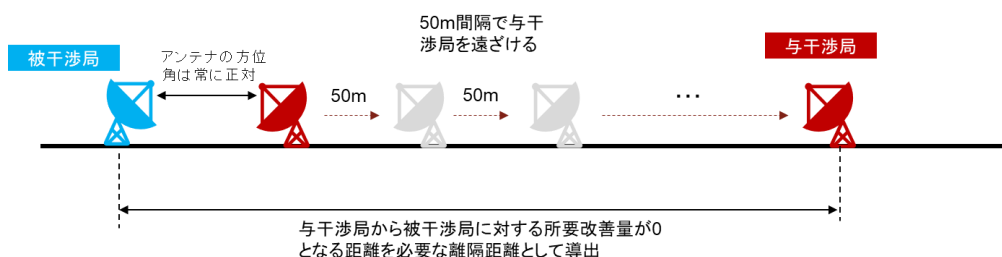 50m間隔で与干
渉局を遠ざける
被干渉局
与干渉局
アンテナの方位
角は常に正対
50m
50m
…
与干渉局から被干渉局に対する所要改善量が0
となる距離を必要な離隔距離として導出